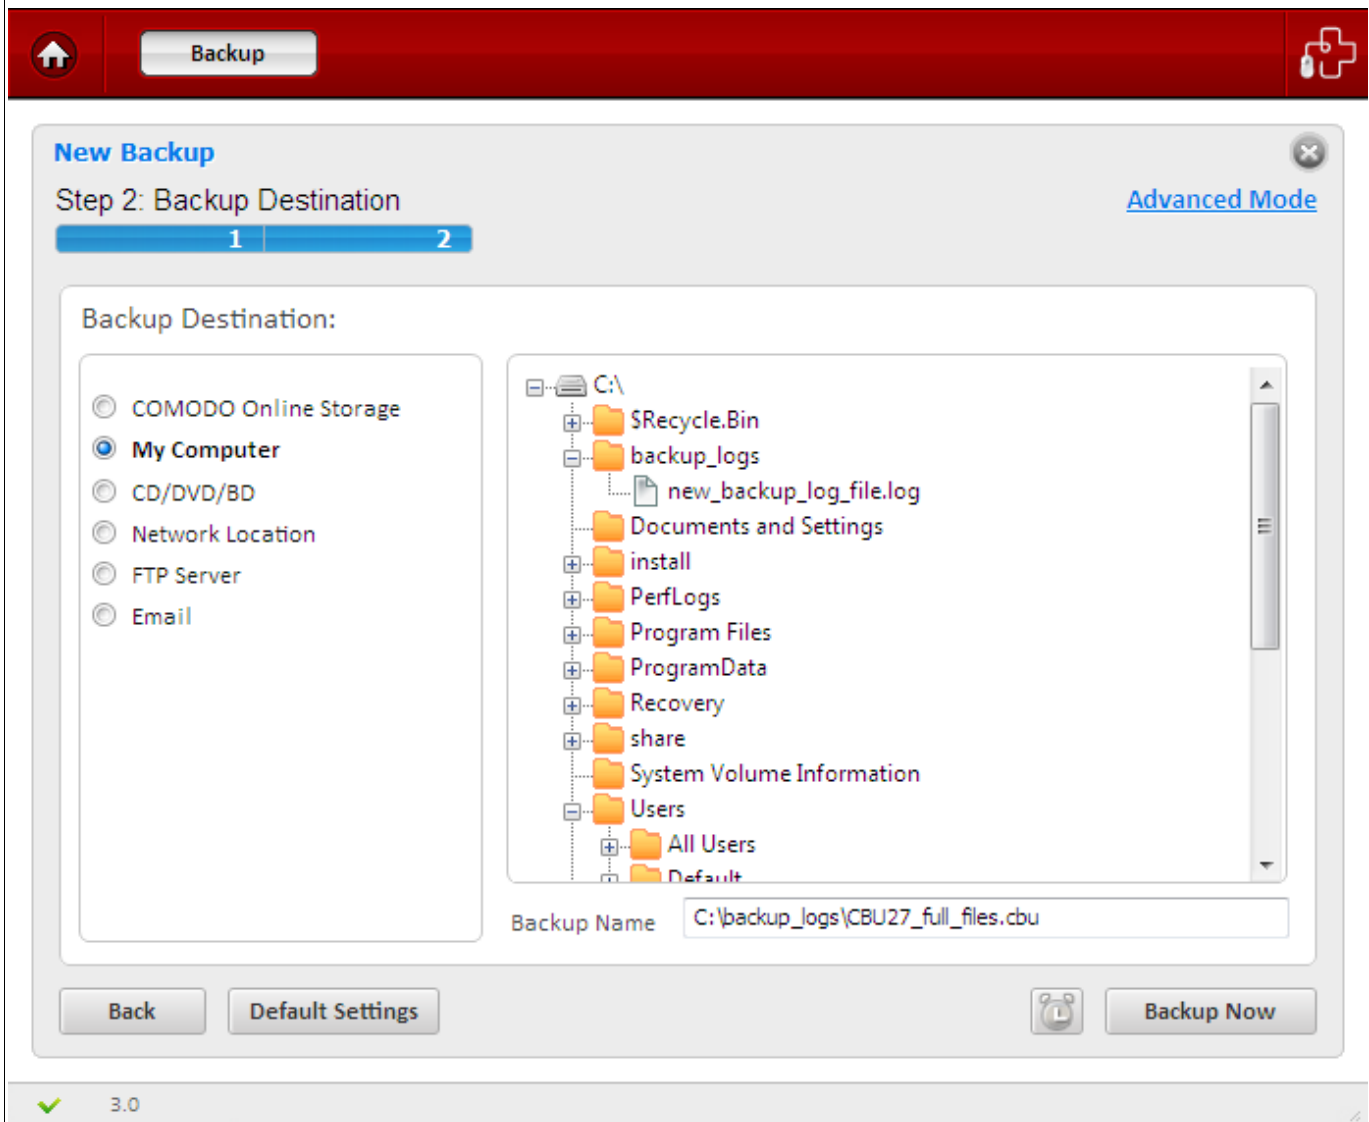 Backup
New Backup
Step 2: Backup Destination
Advanced Mode
1 2
Backup Destination:
COMODO Online Storage
My Computer
CD/DVD/BD
Network Location
FTP Server
Email
C:\
$Recycle.Bin
backup_logs
new_backup_log_file.log
Documents and Settings
install
PerfLogs
Program Files
ProgramData
Recovery
share
System Volume Information
Users
All Users
Default
Backup Name C:\backup_logs\CBU27_full_files.cbu
Back Default Settings Backup Now
3.0